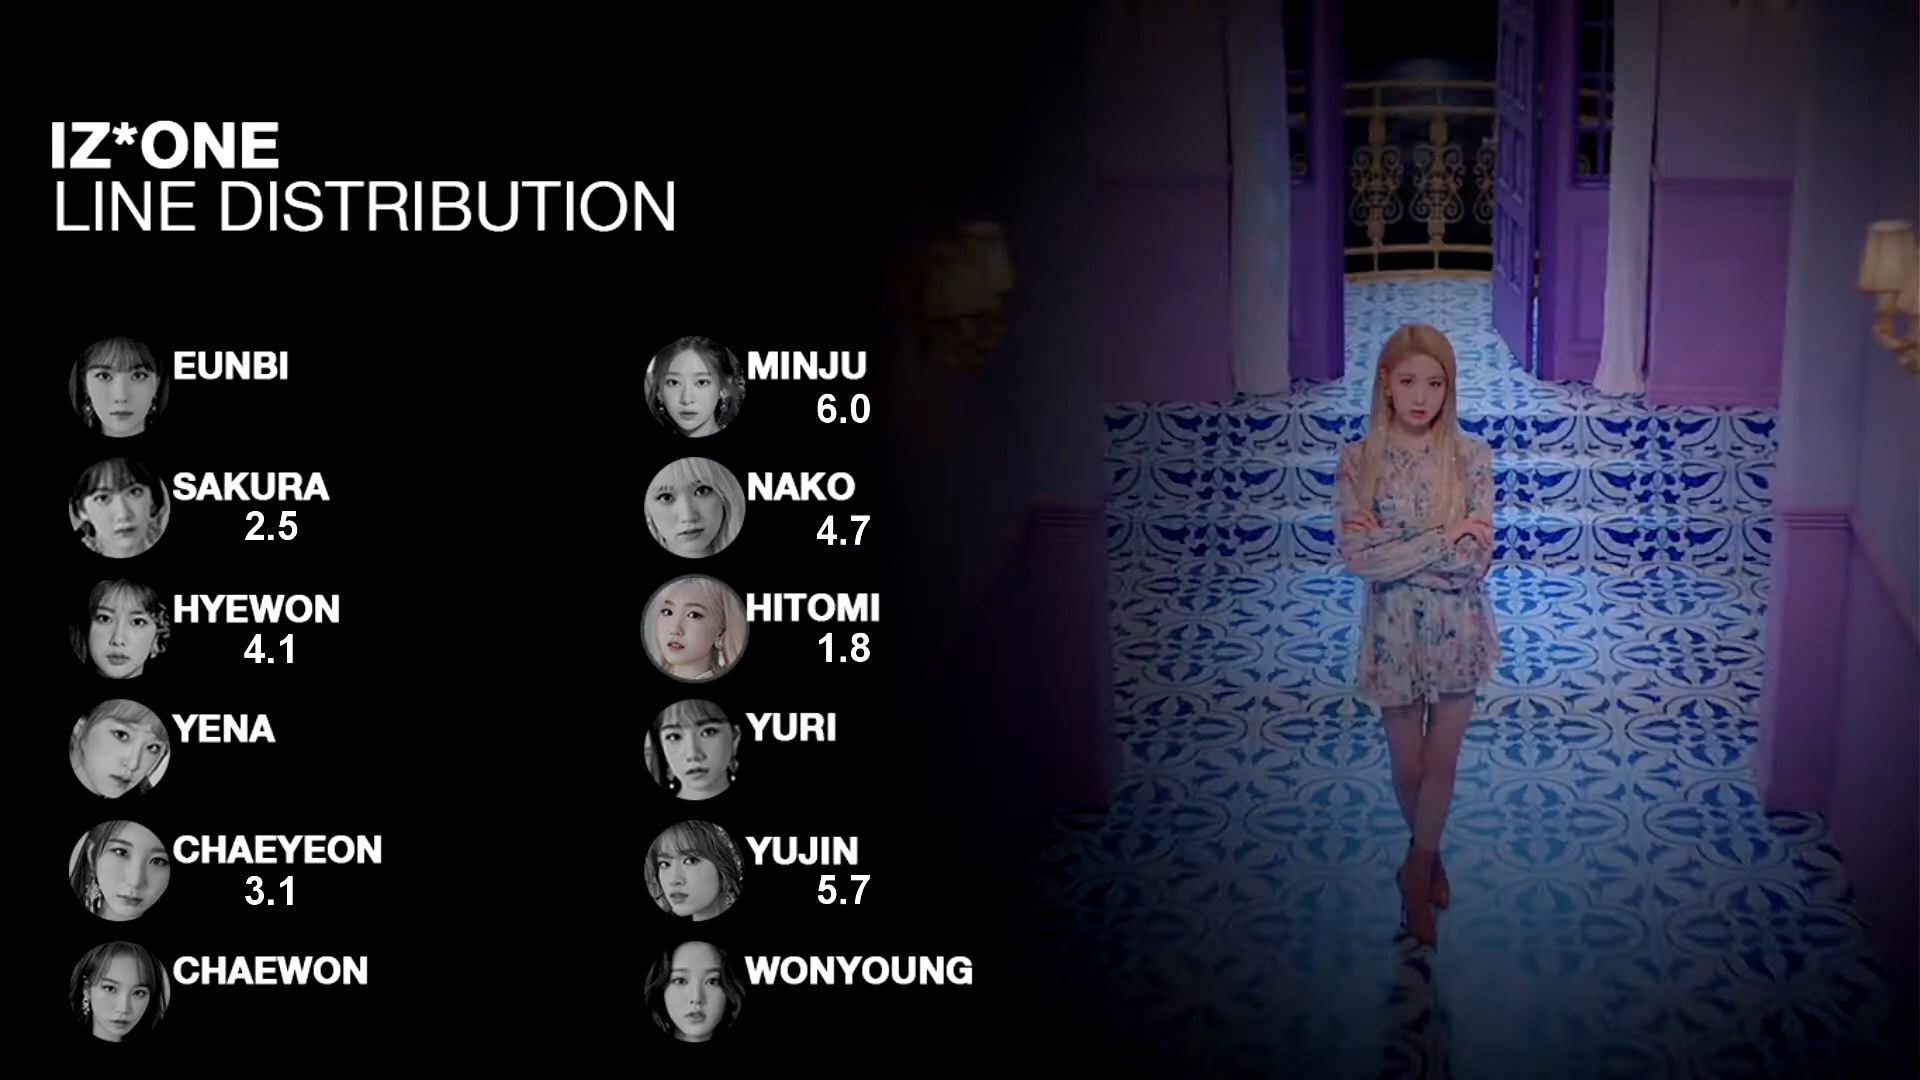 IZ*ONE
LINE DISTRIBUTION
EUNBI
SAKURA
2.5
HYEWON
4.1
YENA
CHAEYEON
3.1
CHAEWON
MINJU
6.0
NAKO
4.7
HITOMI
1.8
YURI
YUJIN
5.7
WONYOUNG